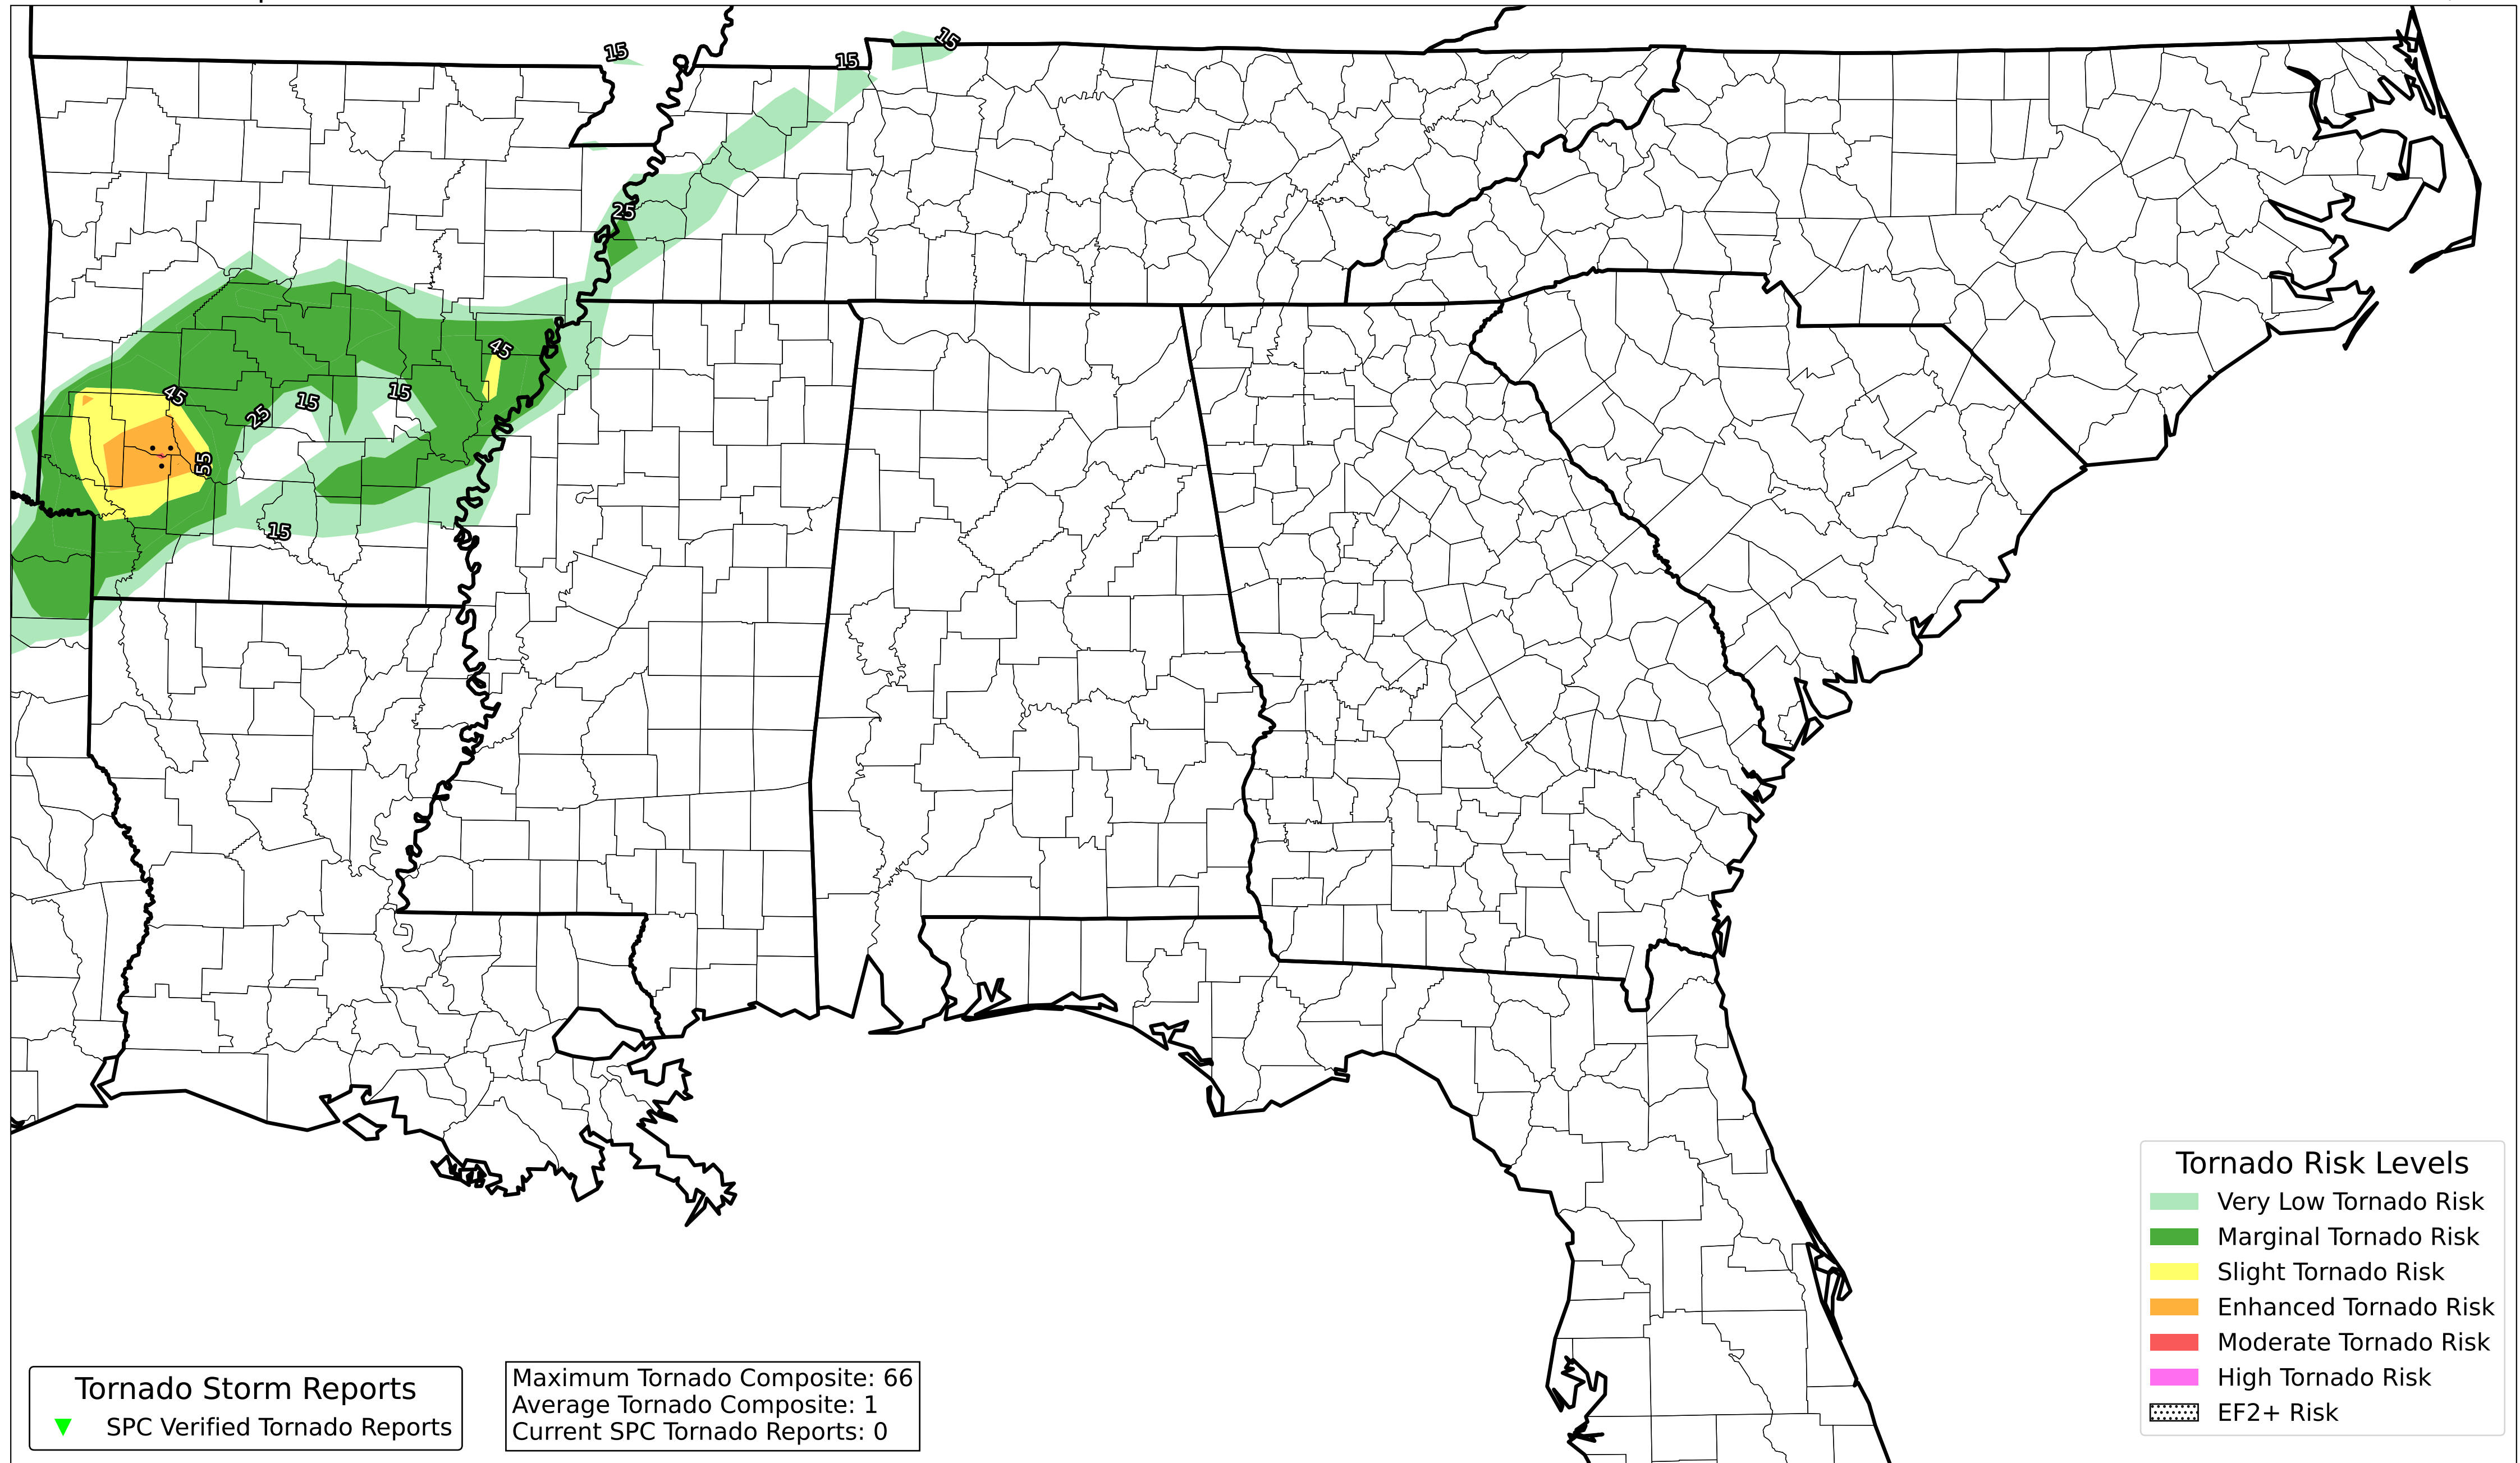 15
15
15
25
45
45
15
15
25
55
15
Tornado Risk Levels
Very Low Tornado Risk
Marginal Tornado Risk
Slight Tornado Risk
Enhanced Tornado Risk
Moderate Tornado Risk
High Tornado Risk
EF2+ Risk
Tornado Storm Reports
SPC Verified Tornado Reports
Maximum Tornado Composite: 66
Average Tornado Composite: 1
Current SPC Tornado Reports: 0